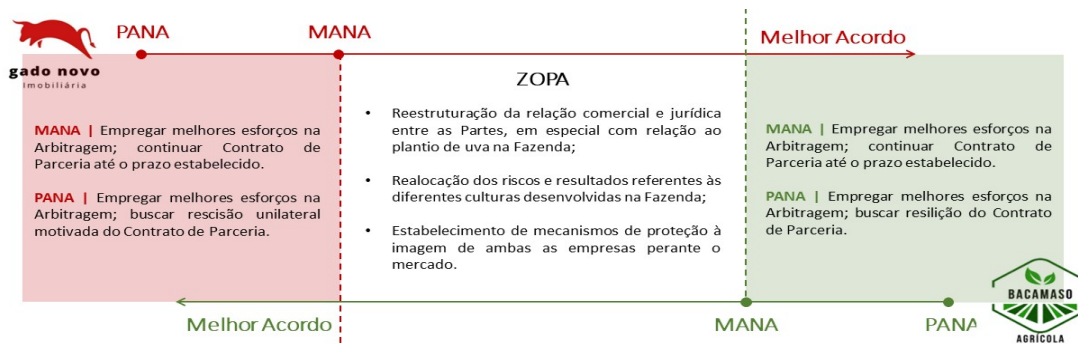 PANA
MANA
Melhor Acordo
gado novo
Imobiliária
MANA | Empregar melhores esforços na
Arbitragem; continuar Contrato de
Parceria até o prazo estabelecido.
PANA | Empregar melhores esforços na
Arbitragem; buscar rescisão unilateral
motivada do Contrato de Parceria.
ZOPA
• Reestruturação da relação comercial e jurídica
entre as Partes, em especial com relação ao
plantio de uva na Fazenda;
• Realocação dos riscos e resultados referentes às
diferentes culturas desenvolvidas na Fazenda;
• Estabelecimento de mecanismos de proteção à
imagem de ambas as empresas perante o
mercado.
MANA | Empregar melhores esforços na
Arbitragem; continuar Contrato de
Parceria até o prazo estabelecido.
PANA | Empregar melhores esforços na
Arbitragem; buscar resilição do Contrato
de Parceria.
Melhor Acordo
MANA
PANA
BACAMASO
AGRÍCOLA